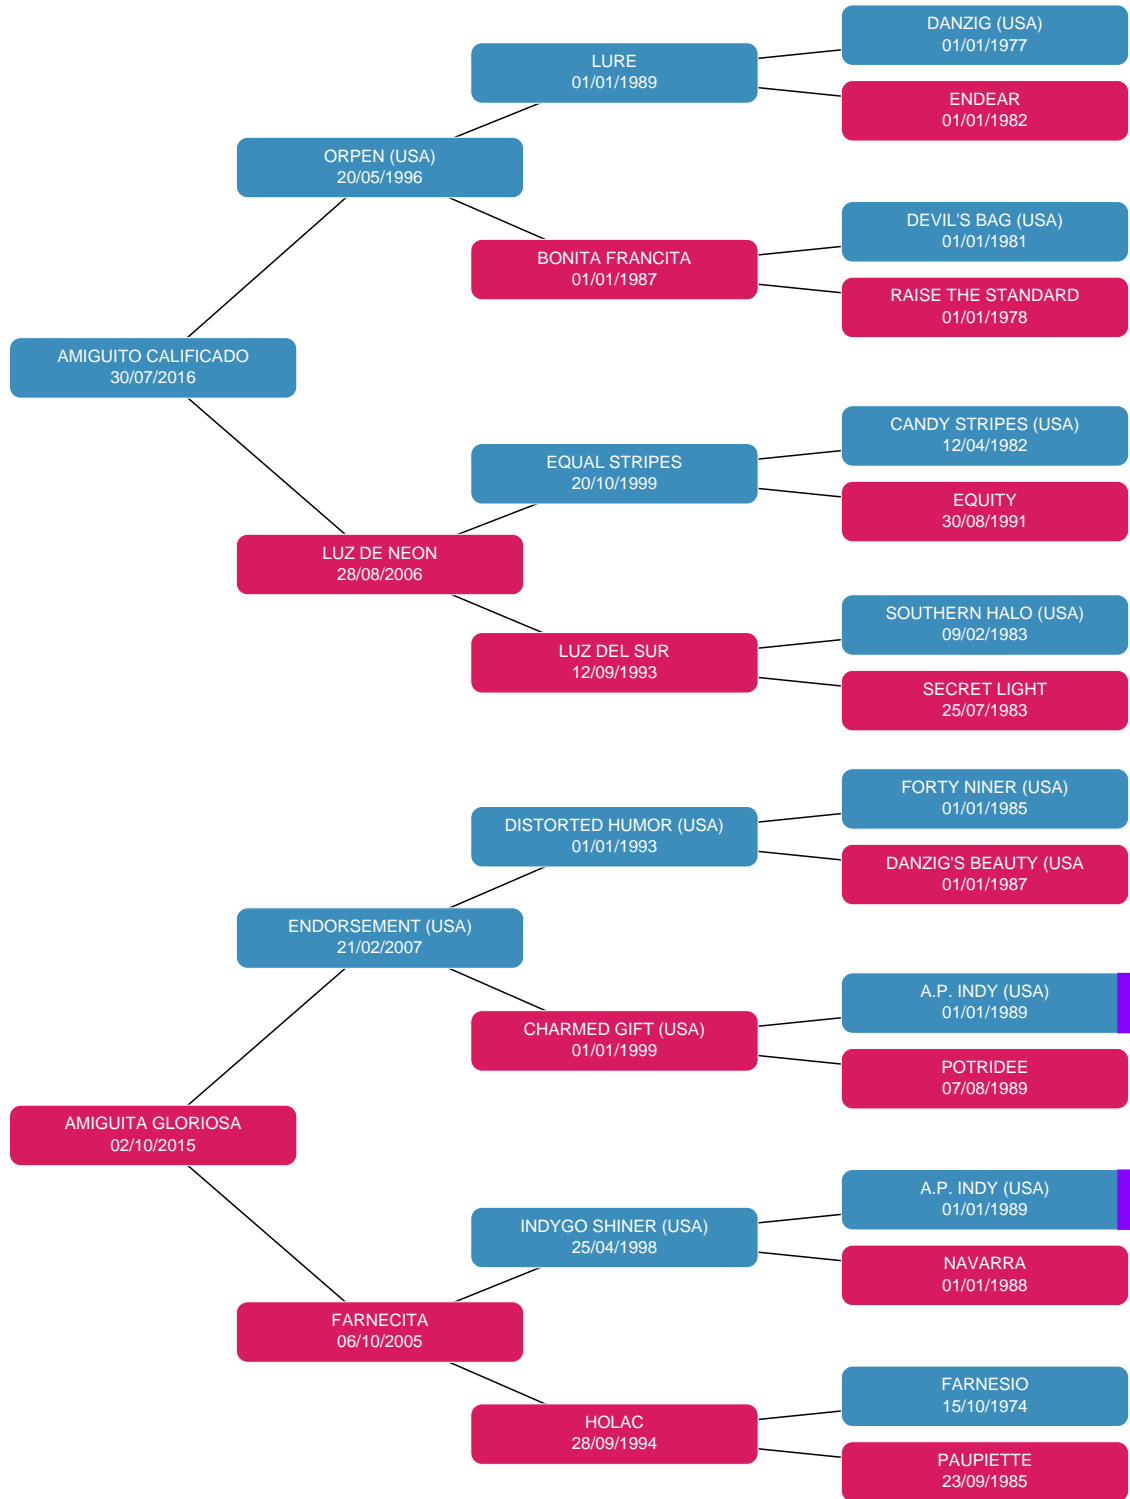 DANZIG (USA)
01/01/1977
LURE
01/01/1989
ENDEAR
01/01/1982
ORPEN (USA)
20/05/1996
DEVIL'S BAG (USA)
01/01/1981
BONITA FRANCITA
01/01/1987
RAISE THE STANDARD
01/01/1978
AMIGUITO CALIFICADO
30/07/2016
CANDY STRIPES (USA)
12/04/1982
EQUAL STRIPES
20/10/1999
EQUITY
30/08/1991
LUZ DE NEON
28/08/2006
SOUTHERN HALO (USA)
09/02/1983
LUZ DEL SUR
12/09/1993
SECRET LIGHT
25/07/1983
FORTY NINER (USA)
01/01/1985
DISTORTED HUMOR (USA)
01/01/1993
DANZIG'S BEAUTY (USA
01/01/1987
ENDORSEMENT (USA)
21/02/2007
A.P. INDY (USA)
01/01/1989
CHARMED GIFT (USA)
01/01/1999
POTRIDEE
07/08/1989
AMIGUITA GLORIOSA
02/10/2015
A.P. INDY (USA)
01/01/1989
INDYGO SHINER (USA)
25/04/1998
NAVARRA
01/01/1988
FARNECITA
06/10/2005
FARNESIO
15/10/1974
HOLAC
28/09/1994
PAUPIETTE
23/09/1985